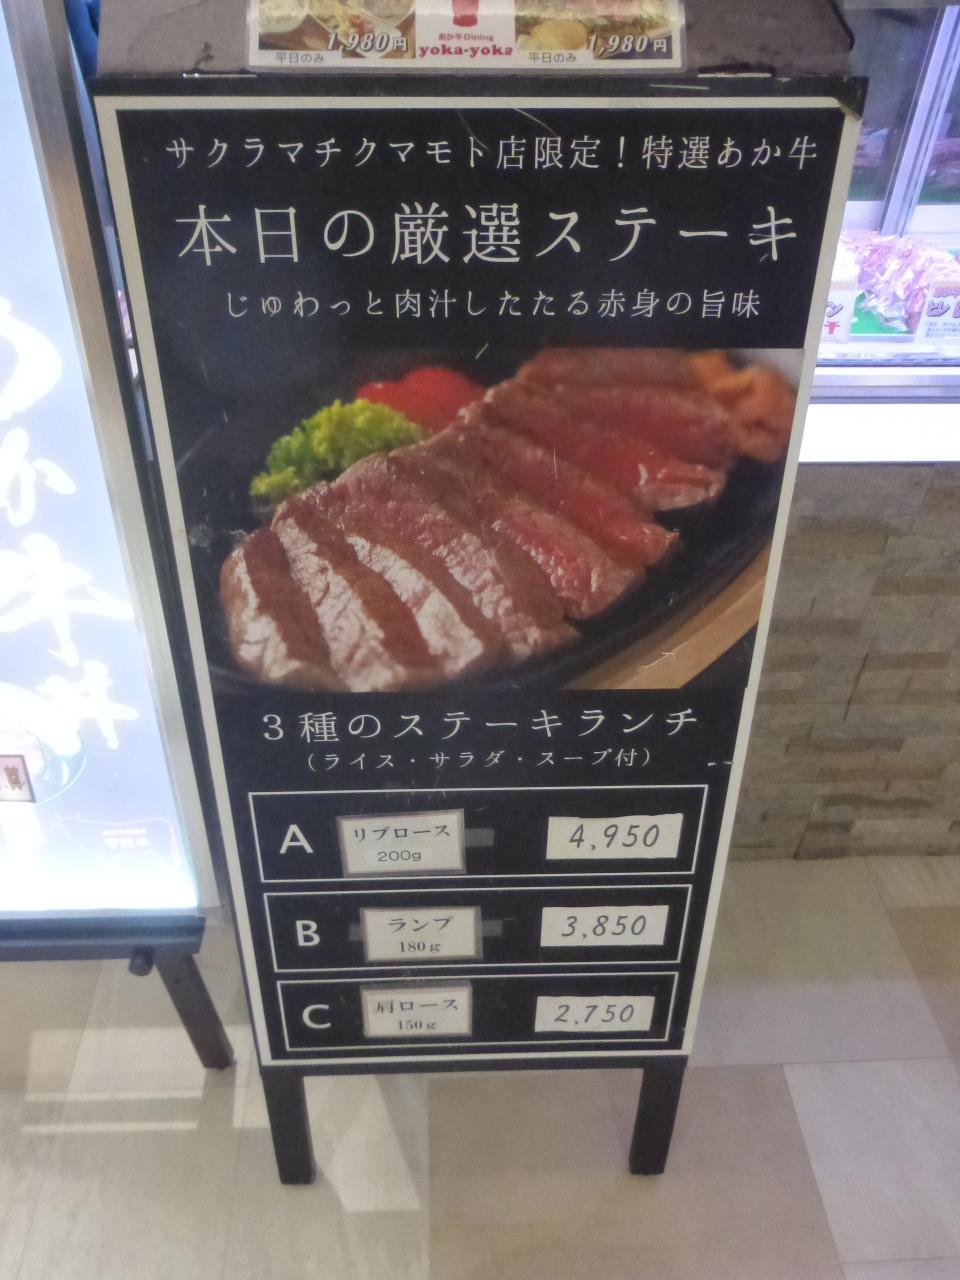 1,980円
平日のみ
あか牛Dining
yoka-yoka
1,980円
平日のみ
サクラマチクマモト店限定！特選あか牛
本日の厳選ステーキ
じゅわっと肉汁したたる赤身の旨味
3種のステーキランチ
（ライス・サラダ・スープ付）
A リブロース 200g 4,950
B ランプ 180g 3,850
C 肩ロース 150g 2,750
あか牛丼